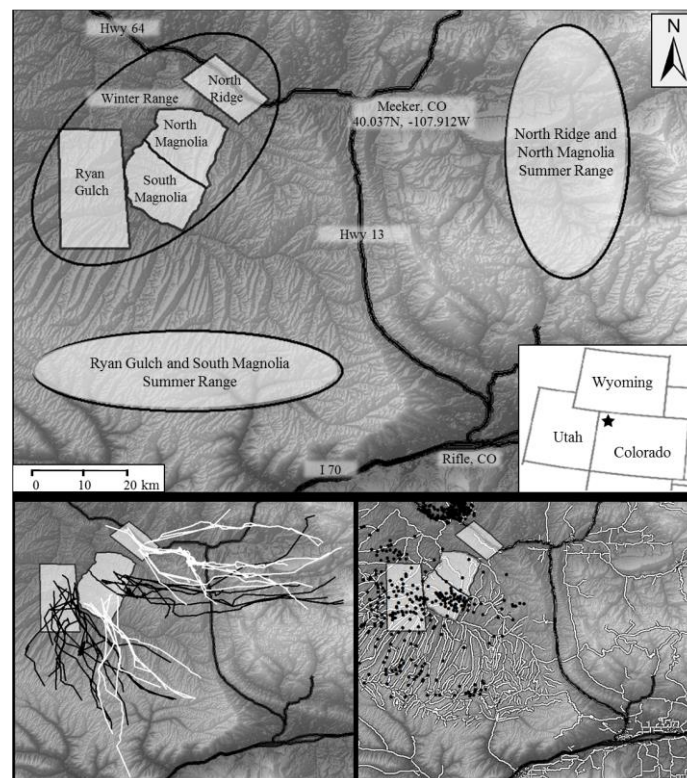 Hwy 64
N
North
Ridge
Winter Range
Meeker, CO
40.037N, -107.912W
North
Magnolia
North Ridge and
North Magnolia
Summer Range
Ryan
Gulch
South
Magnolia
Hwy 13
Ryan Gulch and South Magnolia
Summer Range
Wyoming
Utah
Colorado
I 70
Rifle, CO
0 10 20 km